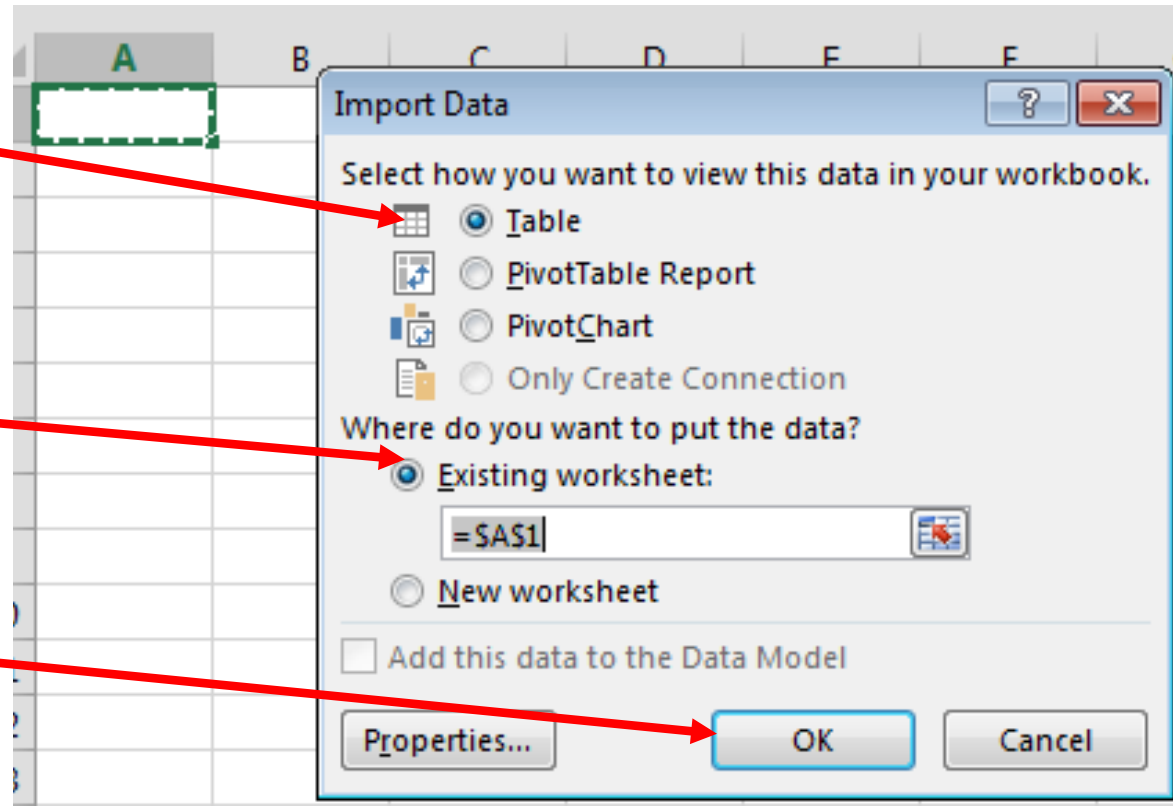 A B C D E F
Import Data
Select how you want to view this data in your workbook.
Table
PivotTable Report
PivotChart
Only Create Connection
Where do you want to put the data?
Existing worksheet:
=$A$1
New worksheet
Add this data to the Data Model
Properties... OK Cancel